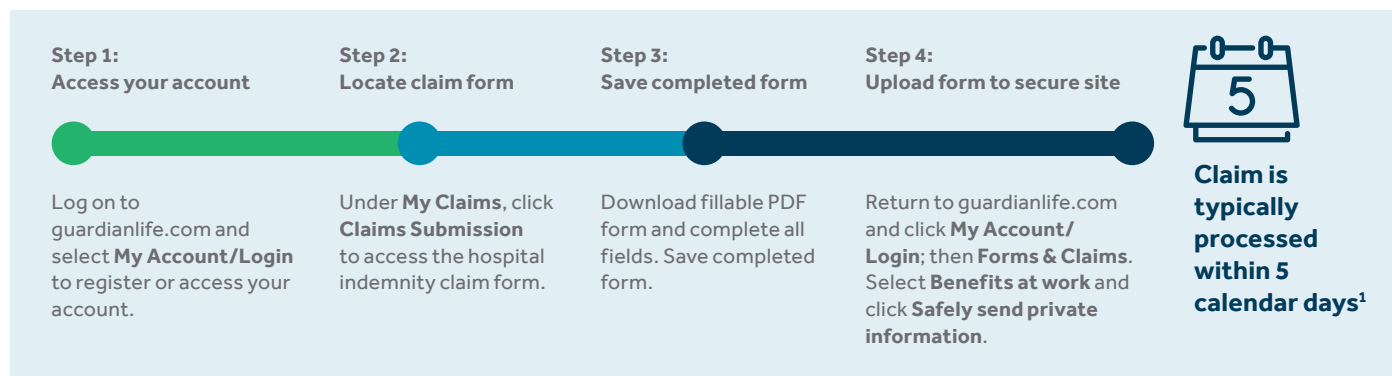 Step 1:
Access your account
Log on to
guardianlife.com and
select My Account/Login
to register or access your
account.
Step 2:
Locate claim form
Under My Claims, click
Claims Submission
to access the hospital
indemnity claim form.
Step 3:
Save completed form
Download fillable PDF
form and complete all
fields. Save completed
form.
Step 4:
Upload form to secure site
Return to guardianlife.com
and click My Account/
Login; then Forms & Claims.
Select Benefits at work and
click Safely send private
information.
5
Claim is
typically
processed
within 5
calendar days¹